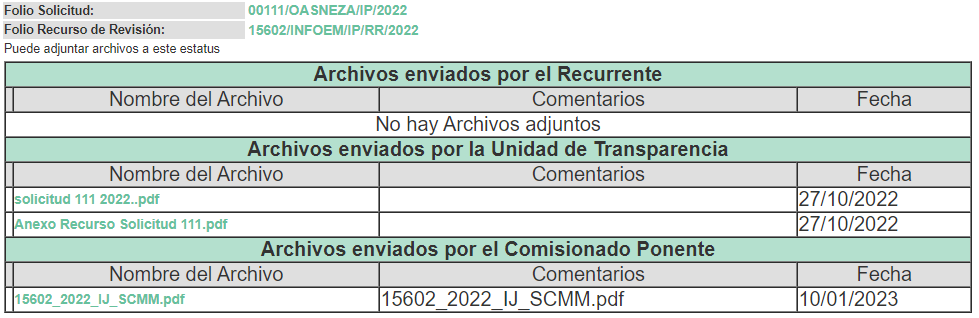 Folio Solicitud: 00111/OASNEZA/IP/2022
Folio Recurso de Revisión: 15602/INFOEM/IP/RR/2022
Puede adjuntar archivos a este estatus
Archivos enviados por el Recurrente
Nombre del Archivo Comentarios Fecha
No hay Archivos adjuntos
Archivos enviados por la Unidad de Transparencia
Nombre del Archivo Comentarios Fecha
solicitud 111 2022..pdf 27/10/2022
Anexo Recurso Solicitud 111.pdf 27/10/2022
Archivos enviados por el Comisionado Ponente
Nombre del Archivo Comentarios Fecha
15602_2022_IJ_SCMM.pdf 15602_2022_IJ_SCMM.pdf 10/01/2023